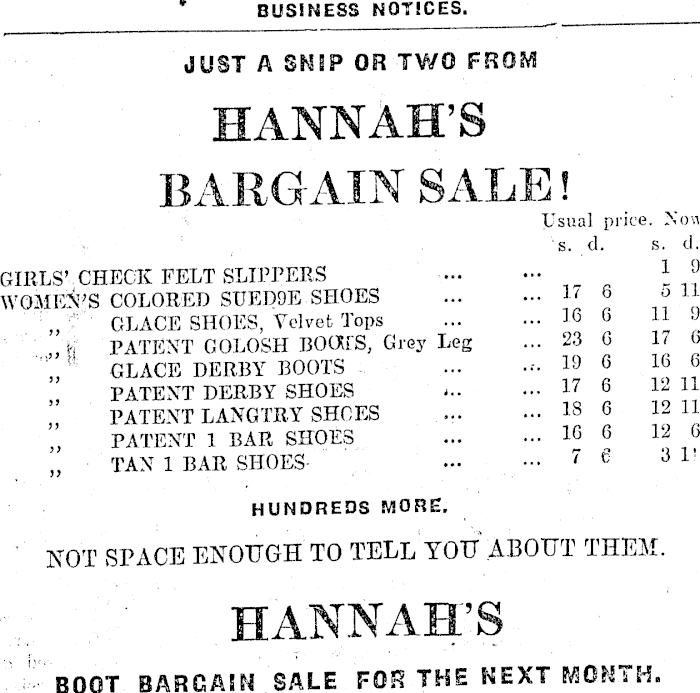 BUSINESS NOTICES.
JUST A SNIP OR TWO FROM
HANNAH'S
BARGAIN SALE!
Usual price. Now
s. d. s. d.
GIRLS' CHECK FELT SLIPPERS ... ... 1 9
WOMEN'S COLORED SUED9E SHOES ... ... 17 6 5 11
,, GLACE SHOES, Velvet Tops ... ... 16 6 11 9
,, PATENT GOLOSH BOOTS, Grey Leg ... 23 6 17 6
,, GLACE DERBY BOOTS ... ... 19 6 16 6
,, PATENT DERBY SHOES ... ... 17 6 12 11
,, PATENT LANGTRY SHOES ... ... 18 6 12 11
,, PATENT 1 BAR SHOES ... ... 16 6 12 6
,, TAN 1 BAR SHOES ... ... 7 6 3
HUNDREDS MORE.
NOT SPACE ENOUGH TO TELL YOU ABOUT THEM.
HANNAH'S
BOOT BARGAIN SALE FOR THE NEXT MONTH.